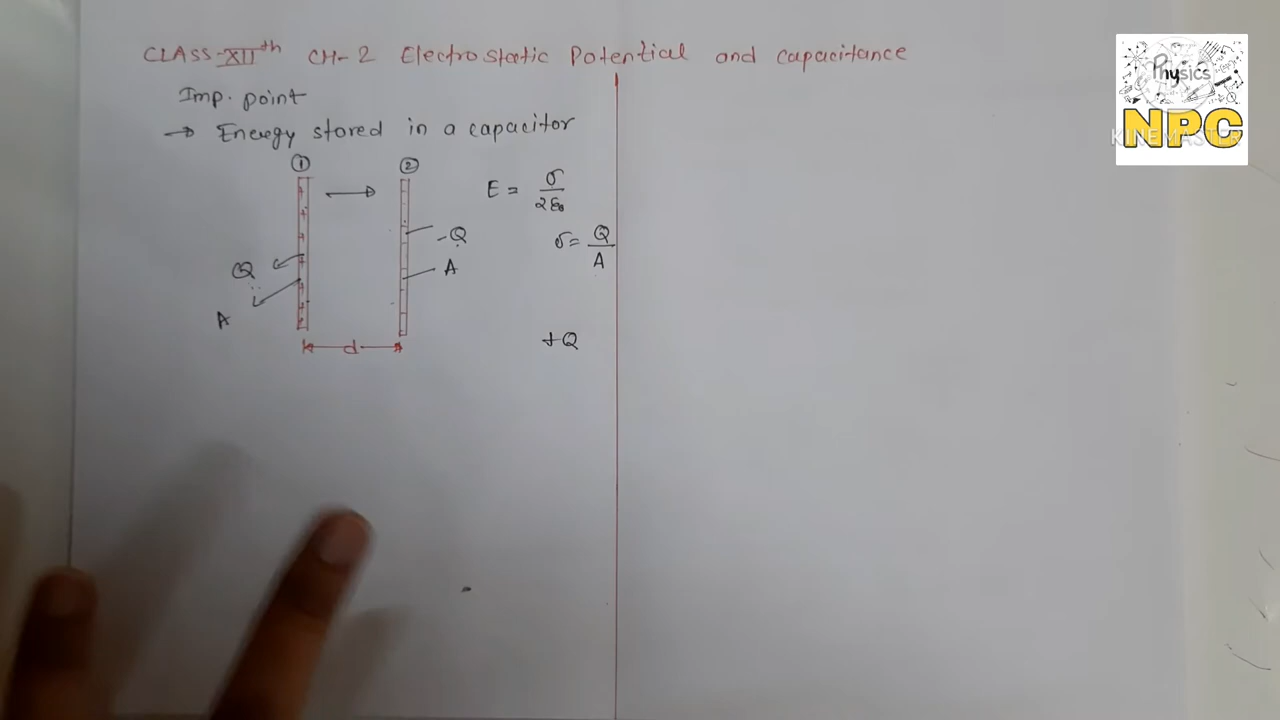 CLASS-XIIth CH-2 Electrostatic Potential and capacitance
Imp. point
→ Energy stored in a capacitor
① ②
E = σ/2ε₀
-Q
σ = Q/A
Q
A
A
+Q
d
Physics
NPC
KINEMASTER